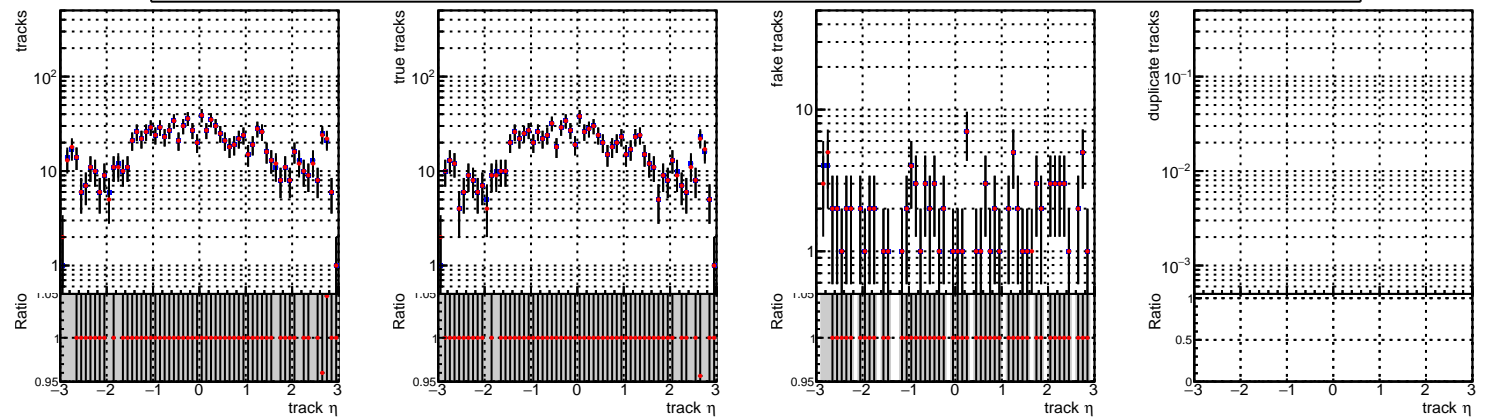 tracks
10²
10
1
Ratio
1.05
1
0.95
−3 −2 −1 0 1 2 3
track η
true tracks
10²
10
1
Ratio
1.05
1
0.95
−3 −2 −1 0 1 2 3
track η
fake tracks
10
1
Ratio
1.05
1
0.95
−3 −2 −1 0 1 2 3
track η
duplicate tracks
10⁻¹
10⁻²
10⁻³
Ratio
1
0.5
0
−3 −2 −1 0 1 2 3
track η